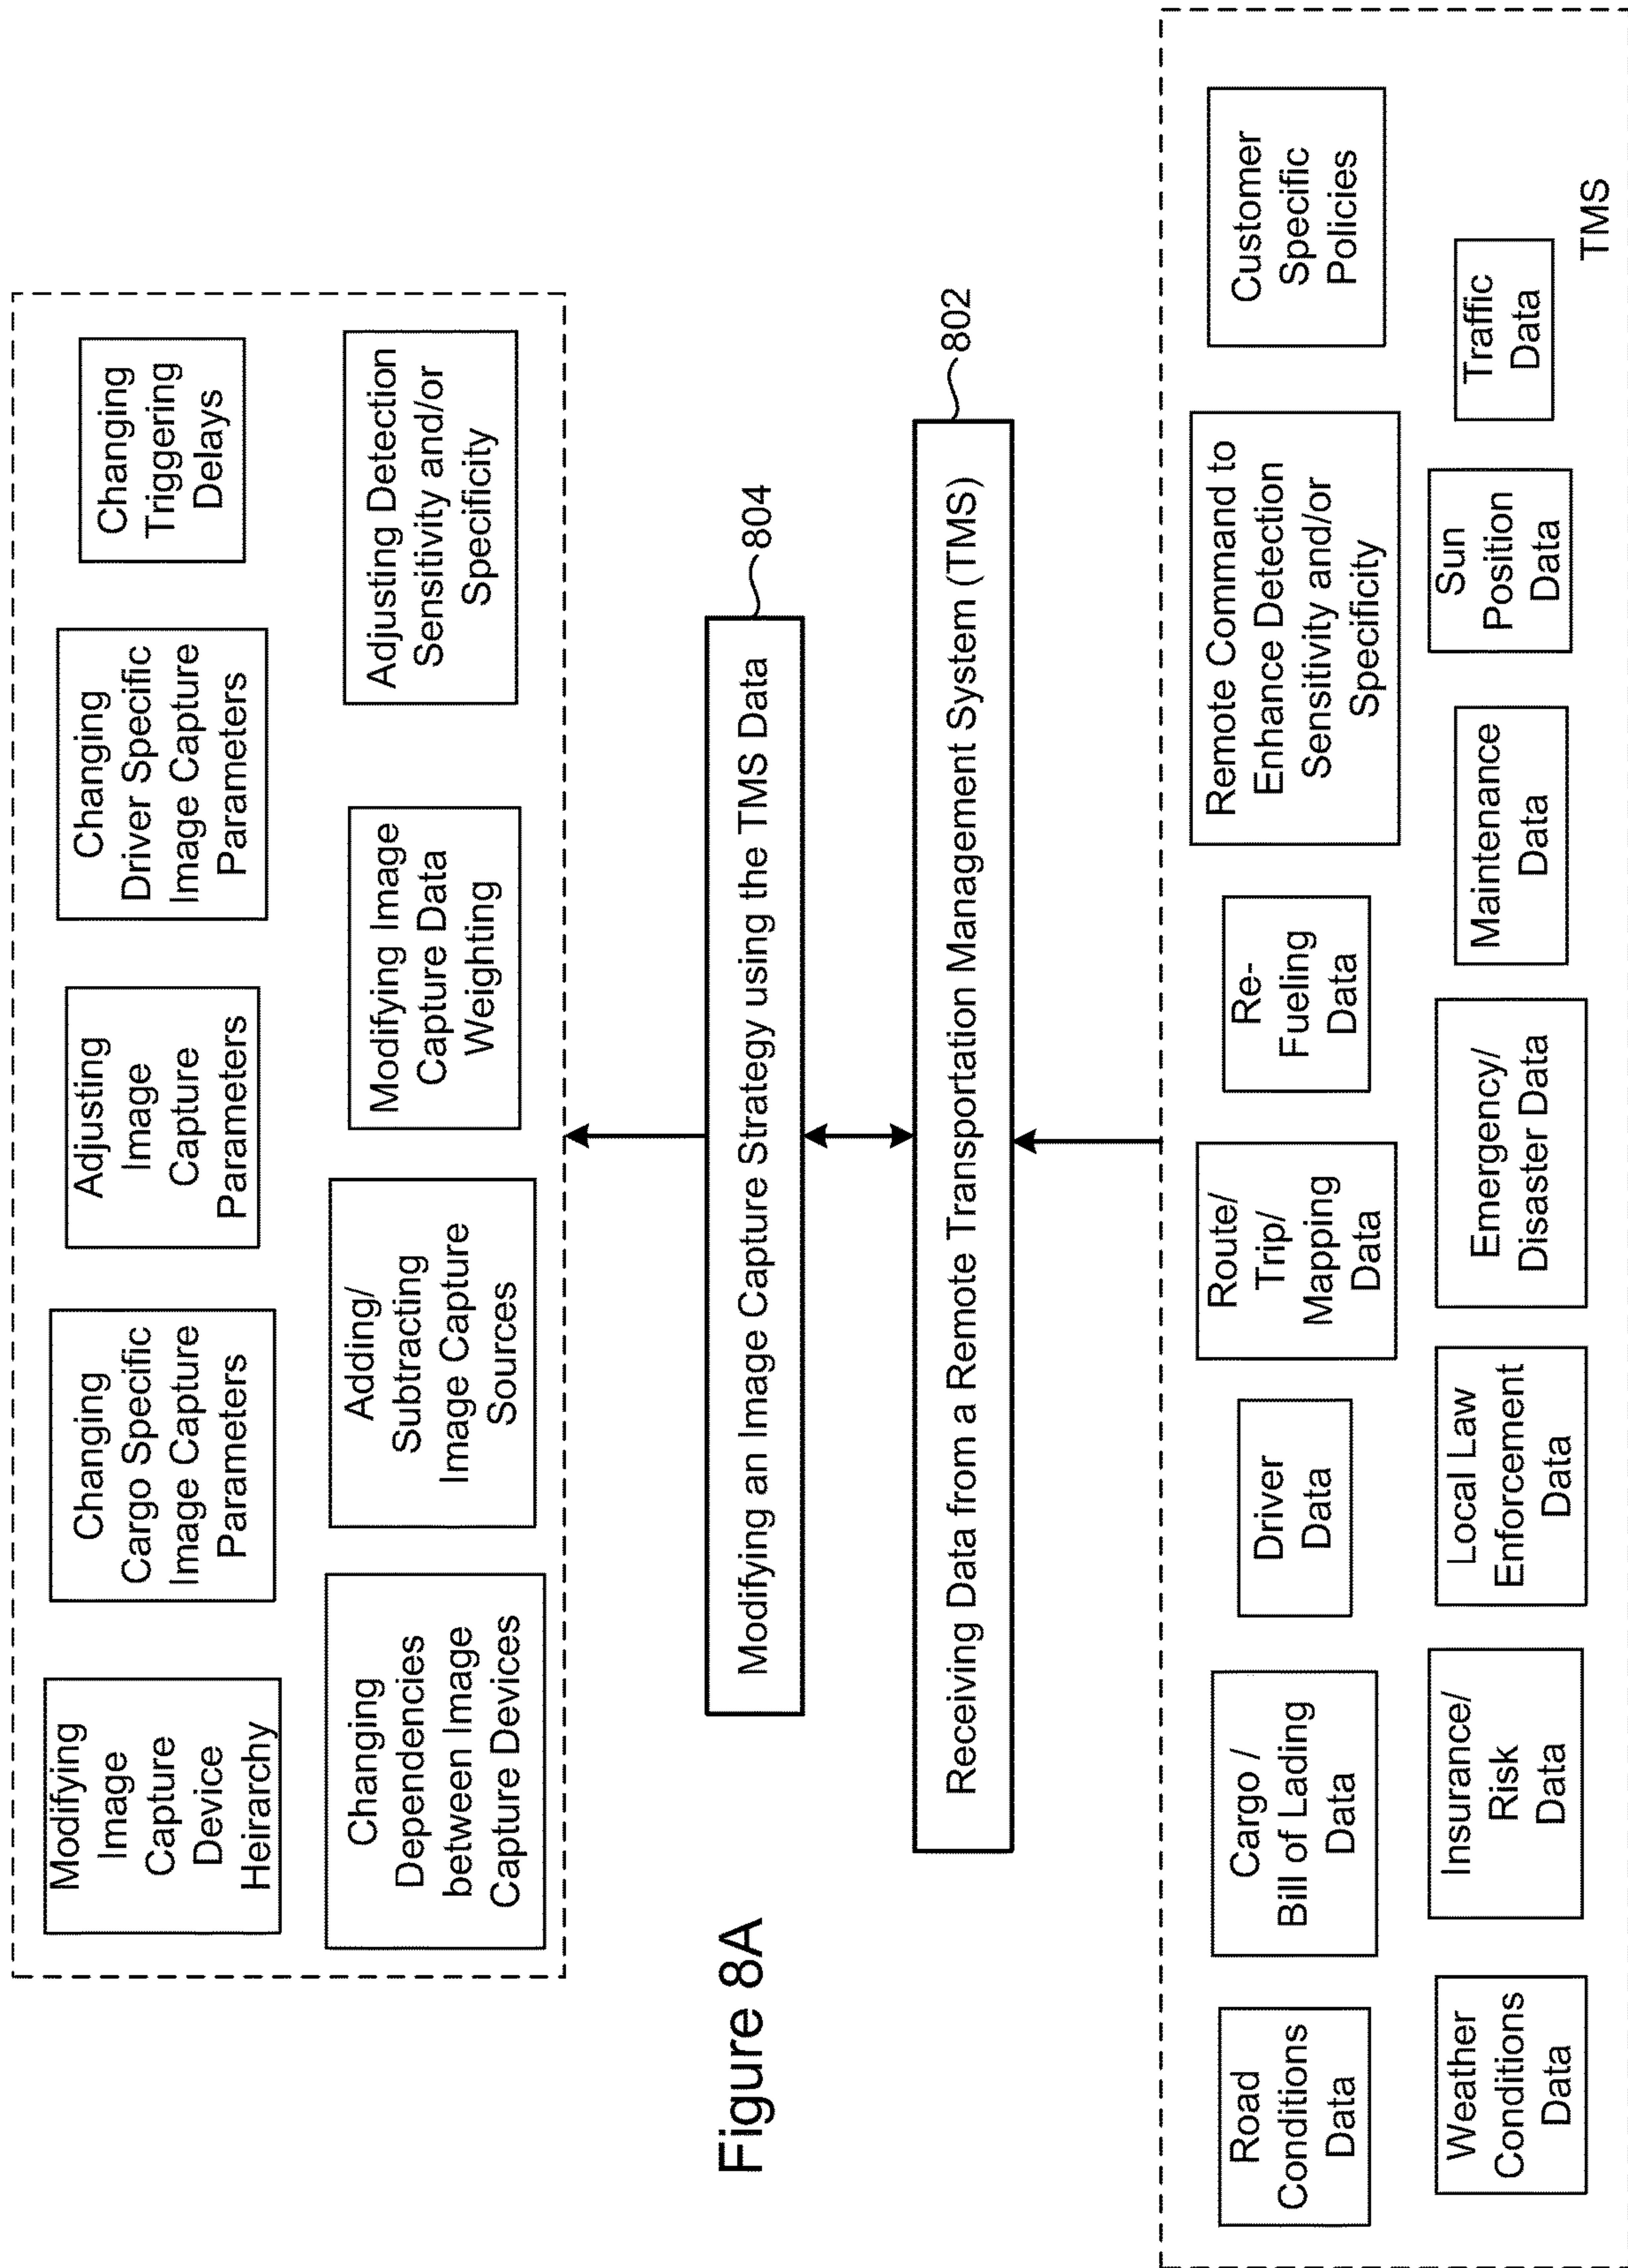 Modifying
Image
Capture
Device
Heirarchy
Changing
Cargo Specific
Image Capture
Parameters
Adjusting
Image
Capture
Parameters
Changing
Driver Specific
Image Capture
Parameters
Changing
Triggering
Delays
Changing
Dependencies
between Image
Capture Devices
Adding/
Subtracting
Image Capture
Sources
Modifying Image
Capture Data
Weighting
Adjusting Detection
Sensitivity and/or
Specificity
Figure 8A
Modifying an Image Capture Strategy using the TMS Data
804
Receiving Data from a Remote Transportation Management System (TMS)
802
Road
Conditions
Data
Cargo /
Bill of Lading
Data
Driver
Data
Route/
Trip/
Mapping
Data
Re-
Fueling
Data
Remote Command to
Enhance Detection
Sensitivity and/or
Specificity
Customer
Specific
Policies
Weather
Conditions
Data
Insurance/
Risk
Data
Local Law
Enforcement
Data
Emergency/
Disaster Data
Maintenance
Data
Sun
Position
Data
Traffic
Data
TMS